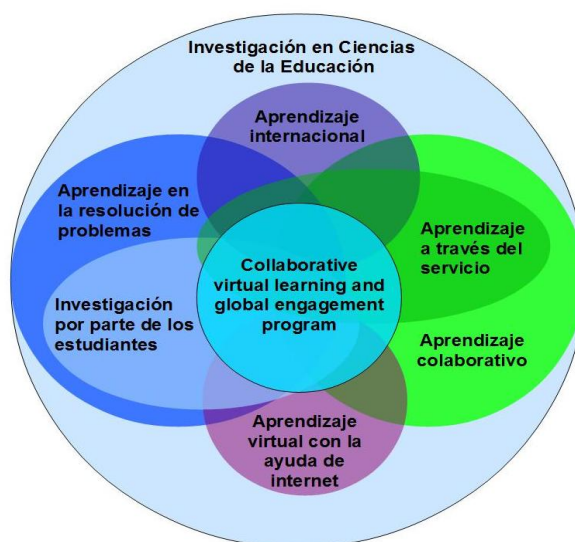 Investigación en Ciencias
de la Educación
Aprendizaje
internacional
Aprendizaje en
la resolución de
problemas
Aprendizaje
a través del
servicio
Collaborative
virtual learning and
global engagement
program
Investigación
por parte de los
estudiantes
Aprendizaje
colaborativo
Aprendizaje
virtual con la
ayuda de
internet